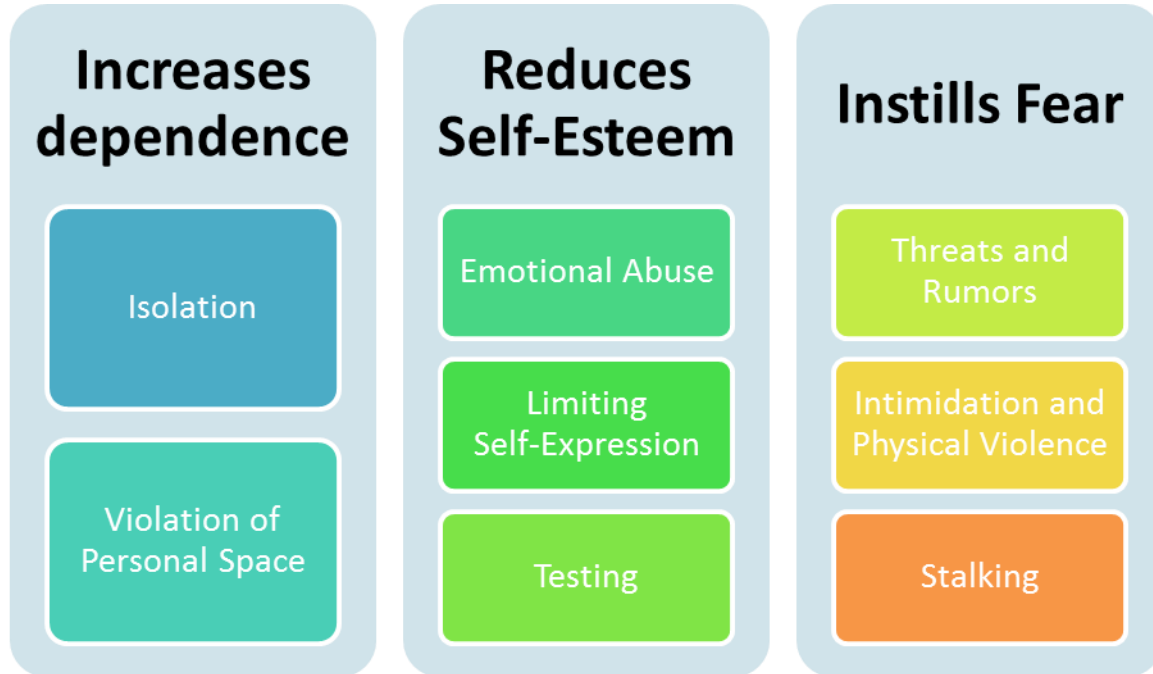 Increases
dependence
Isolation
Violation of
Personal Space
Reduces
Self-Esteem
Emotional Abuse
Limiting
Self-Expression
Testing
Instills Fear
Threats and
Rumors
Intimidation and
Physical Violence
Stalking